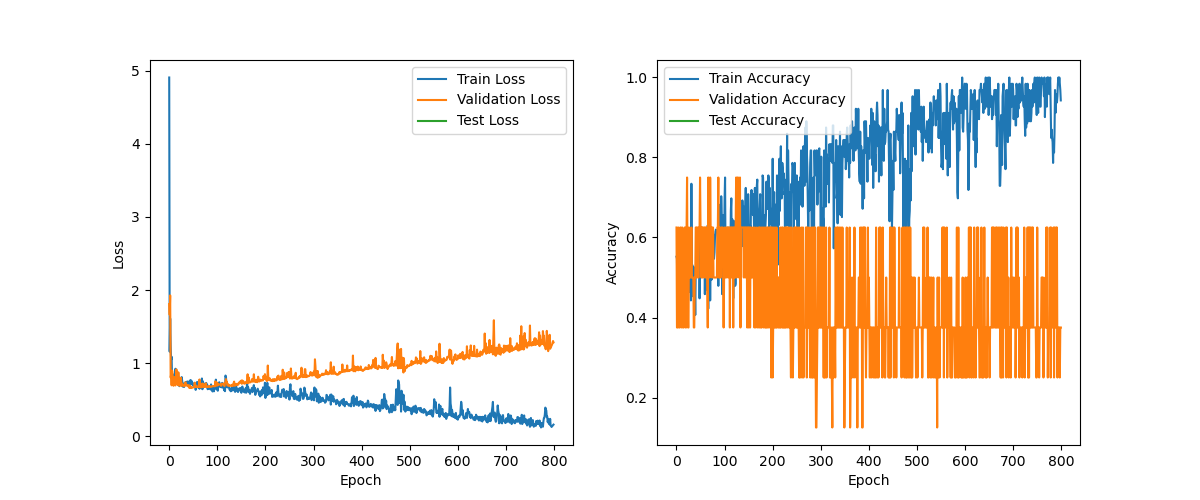 Train Loss
Validation Loss
Test Loss
5
4
3
2
1
0
Loss
0 100 200 300 400 500 600 700 800
Epoch
Train Accuracy
Validation Accuracy
Test Accuracy
1.0
0.8
0.6
0.4
0.2
Accuracy
0 100 200 300 400 500 600 700 800
Epoch